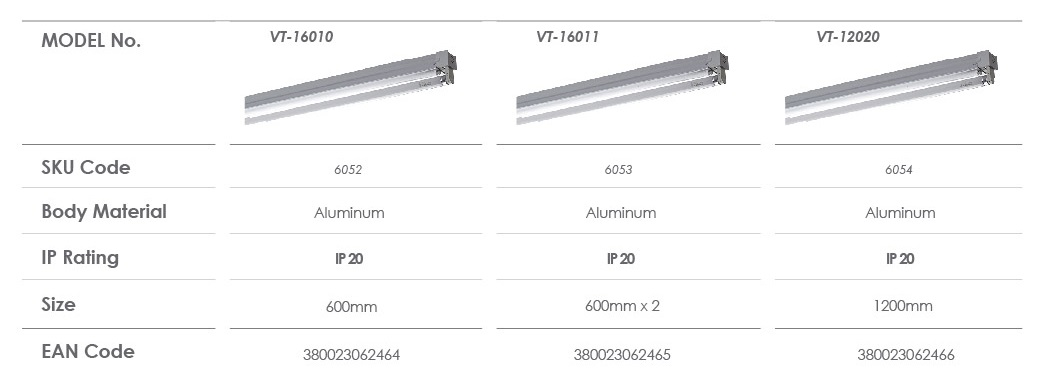 MODEL No. VT-16010 VT-16011 VT-12020
SKU Code 6052 6053 6054
Body Material Aluminum Aluminum Aluminum
IP Rating IP 20 IP 20 IP 20
Size 600mm 600mm x 2 1200mm
EAN Code 380023062464 380023062465 380023062466